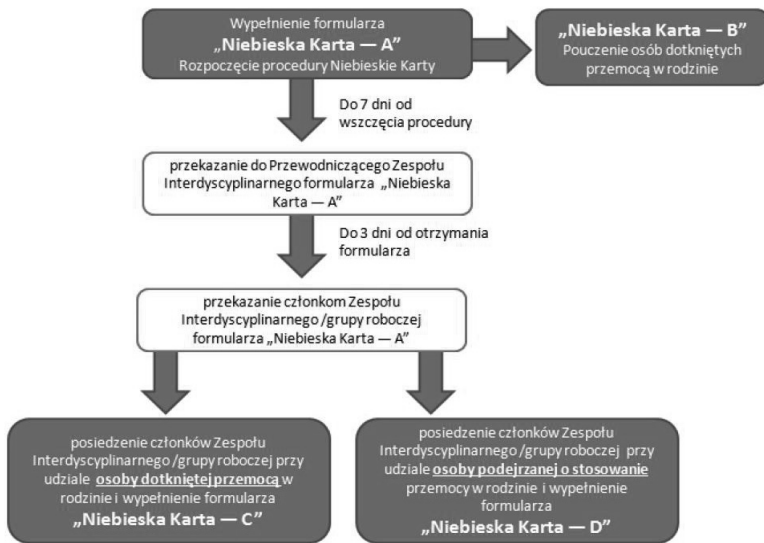 Wypełnienie formularza
„Niebieska Karta — A”
Rozpoczęcie procedury Niebieskie Karty
„Niebieska Karta — B”
Pouczenie osób dotkniętych
przemocą w rodzinie
Do 7 dni od
wszczęcia procedury
przekazanie do Przewodniczącego Zespołu
Interdyscyplinarnego formularza „Niebieska
Karta — A”
Do 3 dni od otrzymania
formularza
przekazanie członkom Zespołu
Interdyscyplinarnego /grupy roboczej
formularza „Niebieska Karta — A”
posiedzenie członków Zespołu
Interdyscyplinarnego /grupy roboczej przy
udziale osoby dotkniętej przemocą w
rodzinie i wypełnienie formularza
„Niebieska Karta — C”
posiedzenie członków Zespołu
Interdyscyplinarnego /grupy roboczej przy
udziale osoby podejrzanej o stosowanie
przemocy w rodzinie i wypełnienie
formularza
„Niebieska Karta — D”